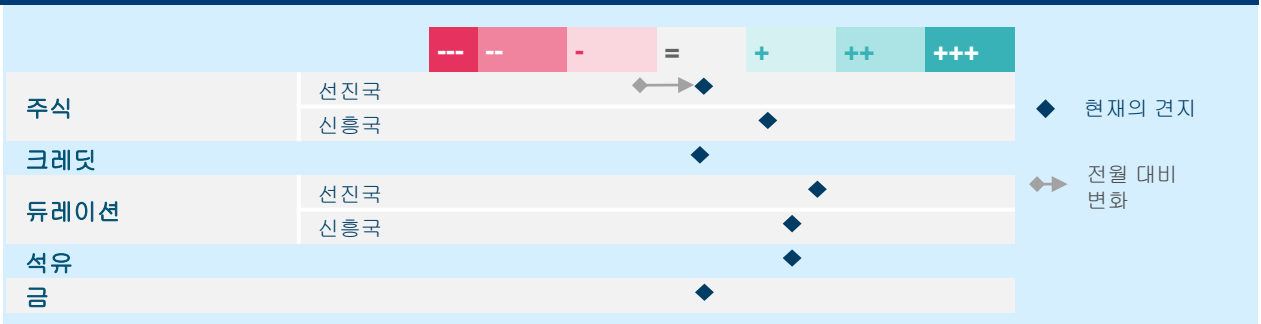 --- -- - = + ++ +++
주식
선진국
신흥국
크레딧
듀레이션
선진국
신흥국
석유
금
현재의 견지
전월 대비
변화